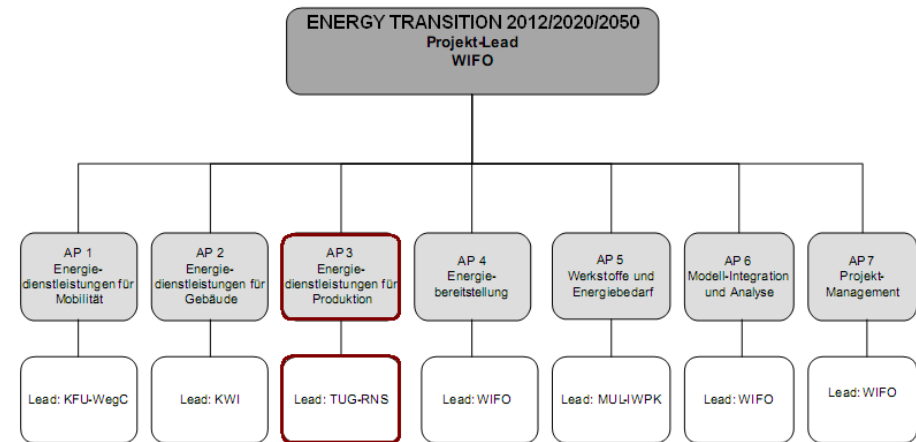 ENERGY TRANSITION 2012/2020/2050
Projekt-Lead
WIFO
AP 1
Energie-
dienstleistungen für
Mobilität
AP 2
Energie-
dienstleistungen für
Gebäude
AP 3
Energie-
dienstleistungen für
Produktion
AP 4
Energie-
bereitstellung
AP 5
Werkstoffe und
Energiebedarf
AP 6
Modell-Integration
und Analyse
AP 7
Projekt-
Management
Lead: KFU-WegC
Lead: KWI
Lead: TUG-RNS
Lead: WIFO
Lead: MUL-IWPK
Lead: WIFO
Lead: WIFO